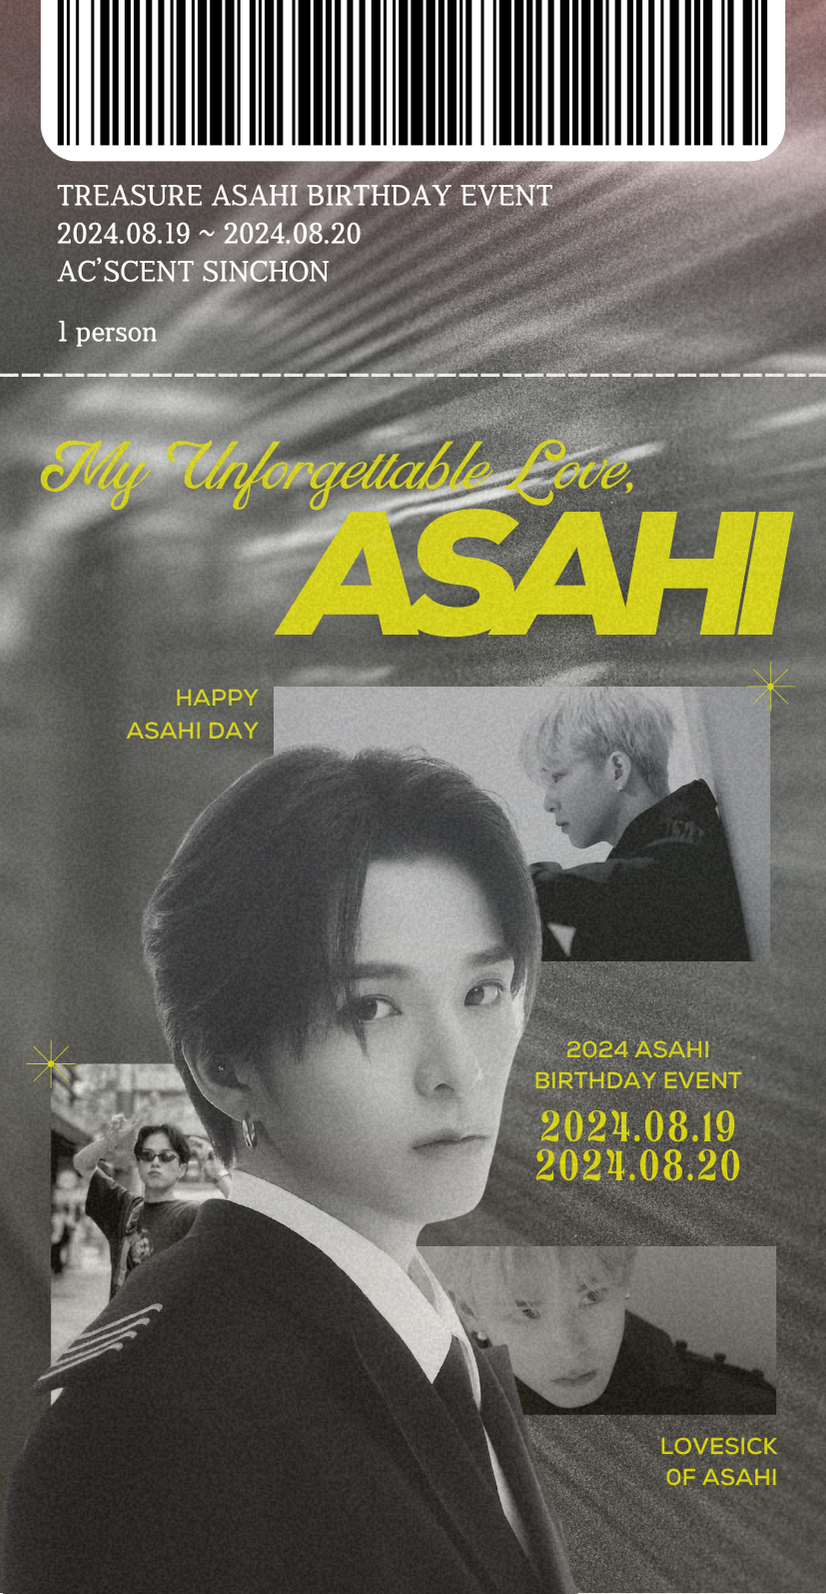 TREASURE ASAHI BIRTHDAY EVENT
2024.08.19 ~ 2024.08.20
AC'SCENT SINCHON
1 person
My Unforgettable Love,
ASAHI
HAPPY
ASAHI DAY
2024 ASAHI
BIRTHDAY EVENT
2024.08.19
2024.08.20
LOVESICK
OF ASAHI